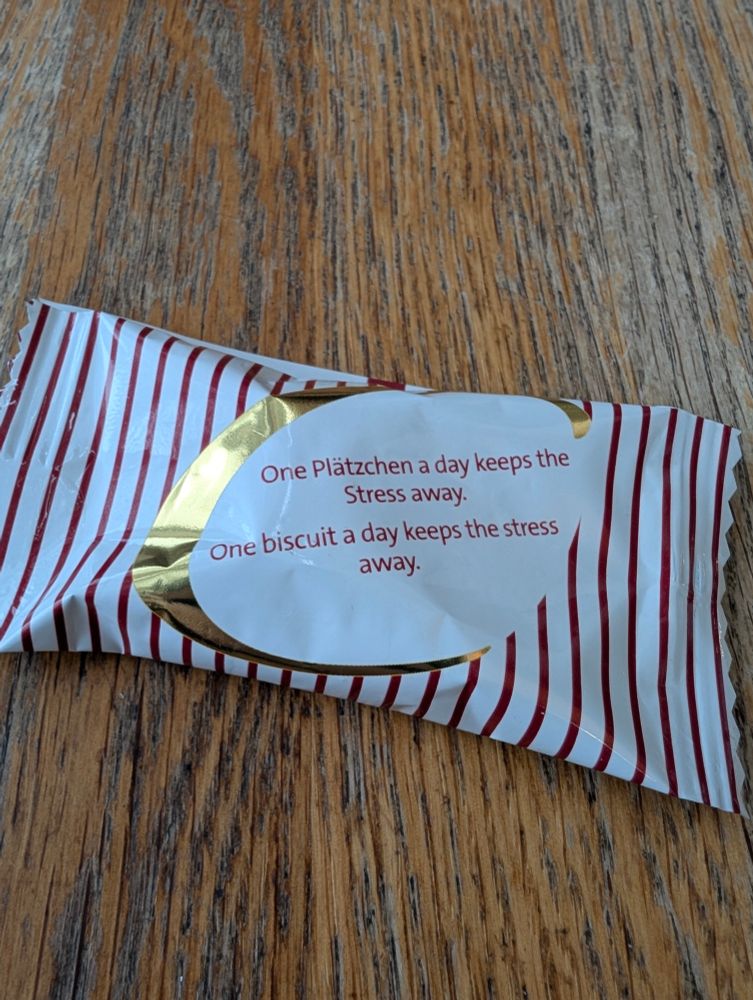 One Plätzchen a day keeps the
Stress away.
One biscuit a day keeps the stress
away.